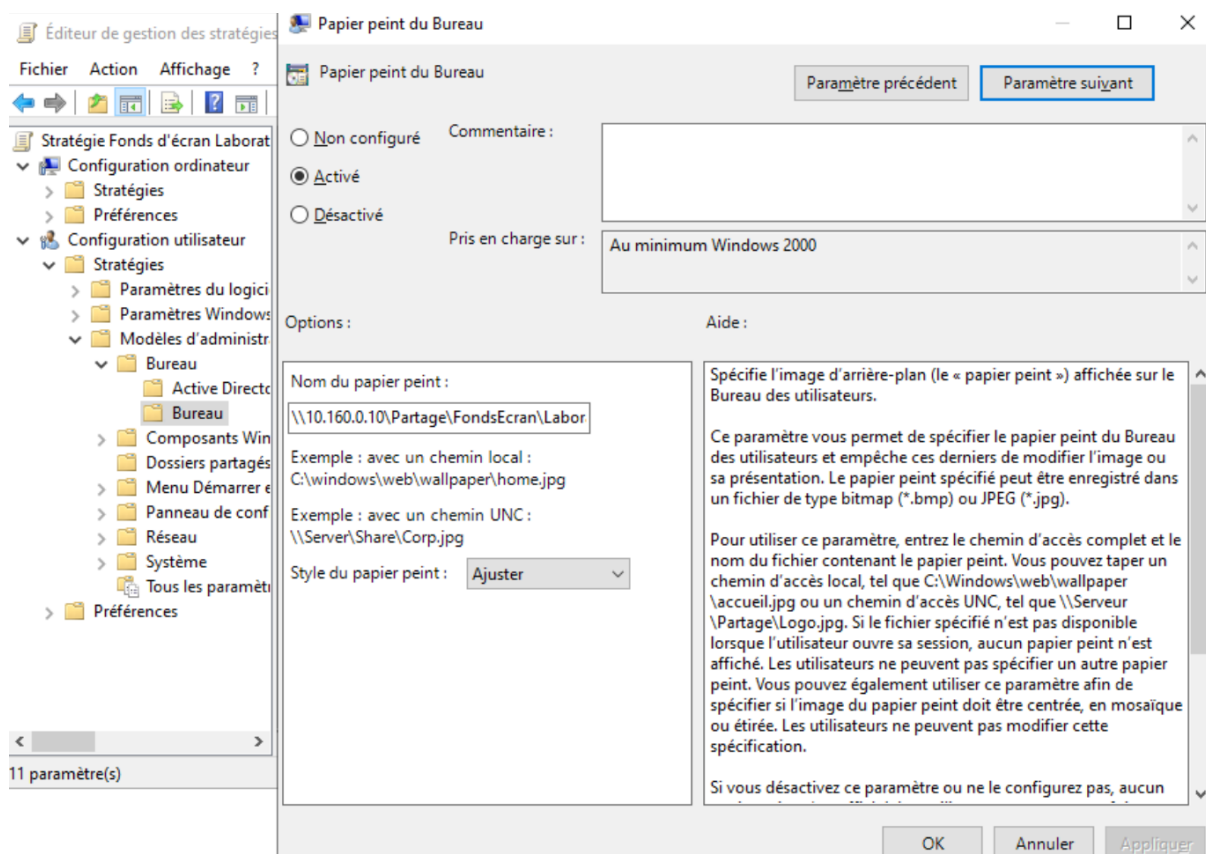 Éditeur de gestion des stratégies
Fichier Action Affichage ?
Stratégie Fonds d'écran Laborat
Configuration ordinateur
Stratégies
Préférences
Configuration utilisateur
Stratégies
Paramètres du logici
Paramètres Windows
Modèles d'administr
Bureau
Active Directo
Bureau
Composants Win
Dossiers partagés
Menu Démarrer e
Panneau de conf
Réseau
Système
Tous les paramètr
Préférences
11 paramètre(s)
Papier peint du Bureau
Papier peint du Bureau
Paramètre précédent
Paramètre suivant
Non configuré
Activé
Désactivé
Commentaire :
Pris en charge sur :
Au minimum Windows 2000
Options :
Aide :
Nom du papier peint :
\\10.160.0.10\Partage\FondsEcran\Labor
Exemple : avec un chemin local :
C:\windows\web\wallpaper\home.jpg
Exemple : avec un chemin UNC :
\\Server\Share\Corp.jpg
Style du papier peint :
Ajuster
Spécifie l'image d'arrière-plan (le « papier peint ») affichée sur le
Bureau des utilisateurs.
Ce paramètre vous permet de spécifier le papier peint du Bureau
des utilisateurs et empêche ces derniers de modifier l'image ou
sa présentation. Le papier peint spécifié peut être enregistré dans
un fichier de type bitmap (*.bmp) ou JPEG (*.jpg).
Pour utiliser ce paramètre, entrez le chemin d'accès complet et le
nom du fichier contenant le papier peint. Vous pouvez taper un
chemin d'accès local, tel que C:\Windows\web\wallpaper
\accueil.jpg ou un chemin d'accès UNC, tel que \\Serveur
\Partage\Logo.jpg. Si le fichier spécifié n'est pas disponible
lorsque l'utilisateur ouvre sa session, aucun papier peint n'est
affiché. Les utilisateurs ne peuvent pas spécifier un autre papier
peint. Vous pouvez également utiliser ce paramètre afin de
spécifier si l'image du papier peint doit être centrée, en mosaïque
ou étirée. Les utilisateurs ne peuvent pas modifier cette
spécification.
Si vous désactivez ce paramètre ou ne le configurez pas, aucun
OK
Annuler
Appliquer